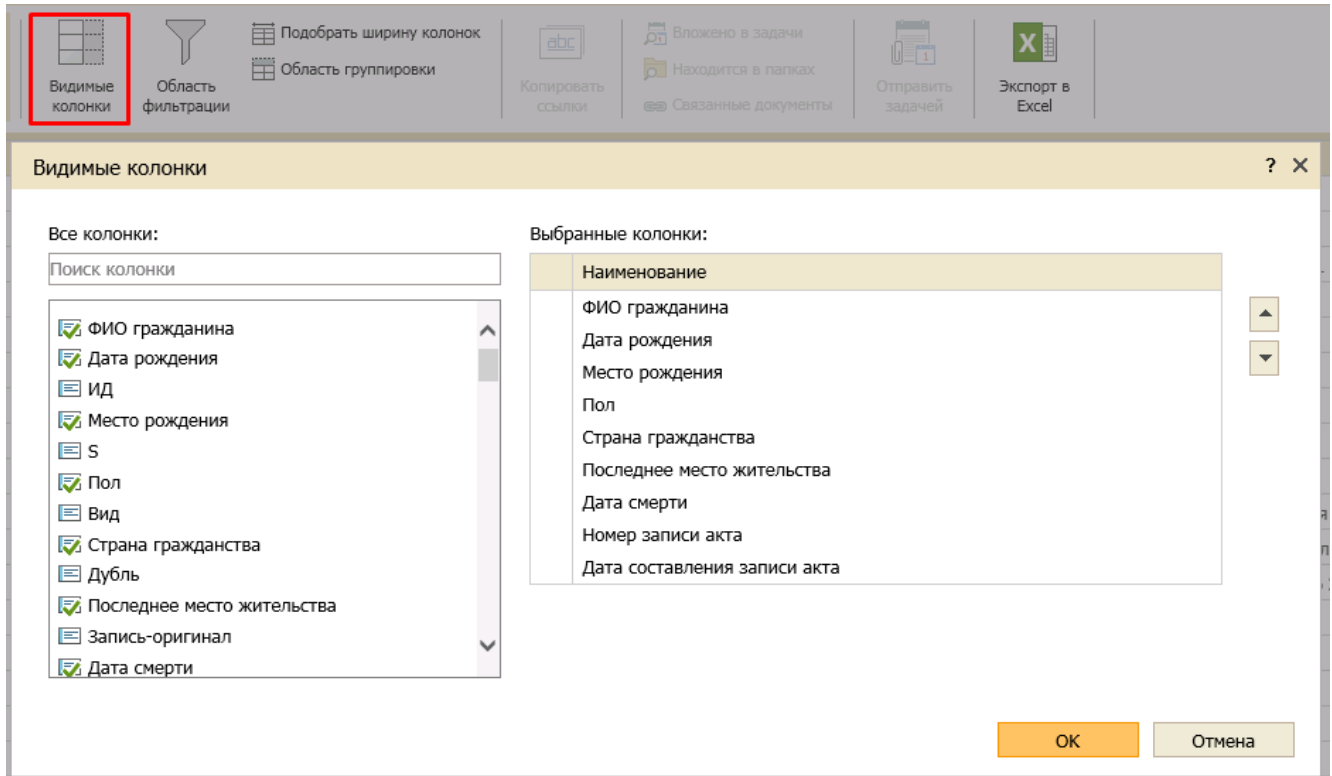 Видимые колонки
Область фильтрации
Подобрать ширину колонок
Область группировки
abc
Копировать ссылки
Вложено в задачи
Находится в папках
Связанные документы
Отправить задачей
Экспорт в Excel
Видимые колонки
?
Все колонки:
Поиск колонки
ФИО гражданина
Дата рождения
ИД
Место рождения
S
Пол
Вид
Страна гражданства
Дубль
Последнее место жительства
Запись-оригинал
Дата смерти
Выбранные колонки:
Наименование
ФИО гражданина
Дата рождения
Место рождения
Пол
Страна гражданства
Последнее место жительства
Дата смерти
Номер записи акта
Дата составления записи акта
ОК
Отмена